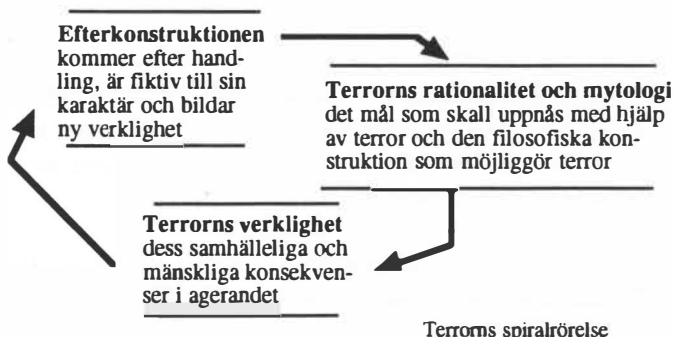 Efterkonstruktionen
kommer efter hand-
ling, är fiktiv till sin
karaktär och bildar
ny verklighet
Terrorns rationalitet och mytologi
det mål som skall uppnås med hjälp
av terror och den filosofiska kon-
struktion som möjliggör terror
Terrorns verklighet
dess samhälleliga och
mänskliga konsekven-
ser i agerandet
Terrorns spiralrörelse